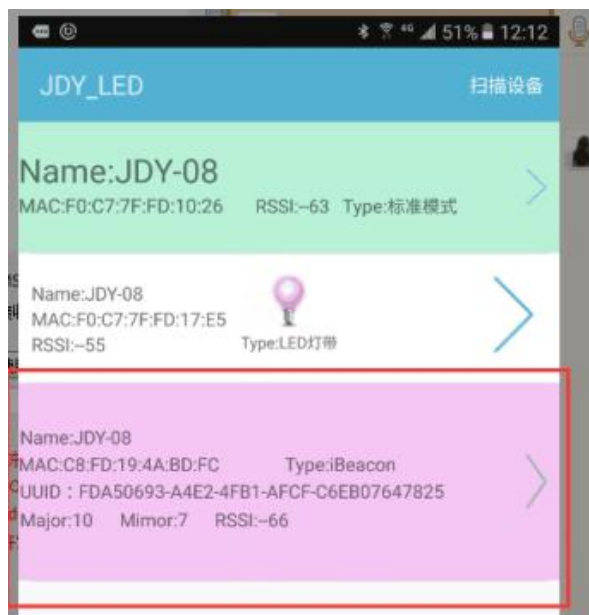 4G 51% 12:12
JDY_LED 扫描设备
Name:JDY-08
MAC:F0:C7:7F:FD:10:26 RSSI:--63 Type:标准模式
Name:JDY-08
MAC:F0:C7:7F:FD:17:E5
RSSI:--55 Type:LED灯带
Name:JDY-08
MAC:C8:FD:19:4A:BD:FC Type:iBeacon
UUID：FDA50693-A4E2-4FB1-AFCF-C6EB07647825
Major:10 Mimor:7 RSSI:--66